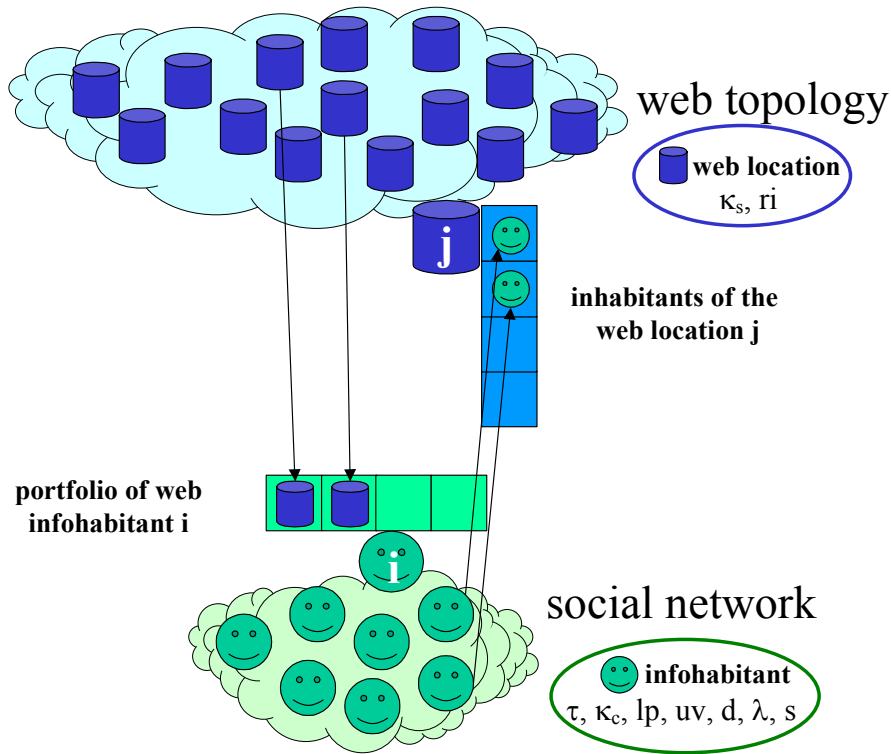 web topology
web location
κs, ri
j
inhabitants of the
web location j
portfolio of web
infohabitant i
i
social network
infohabitant
τ, κc, lp, uv, d, λ, s